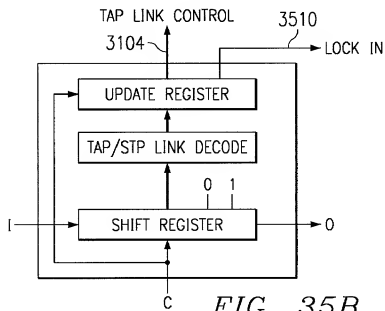 TAP LINK CONTROL
3104
3510
LOCK IN
UPDATE REGISTER
TAP/STP LINK DECODE
0 1
I
SHIFT REGISTER
O
C
FIG. 35B